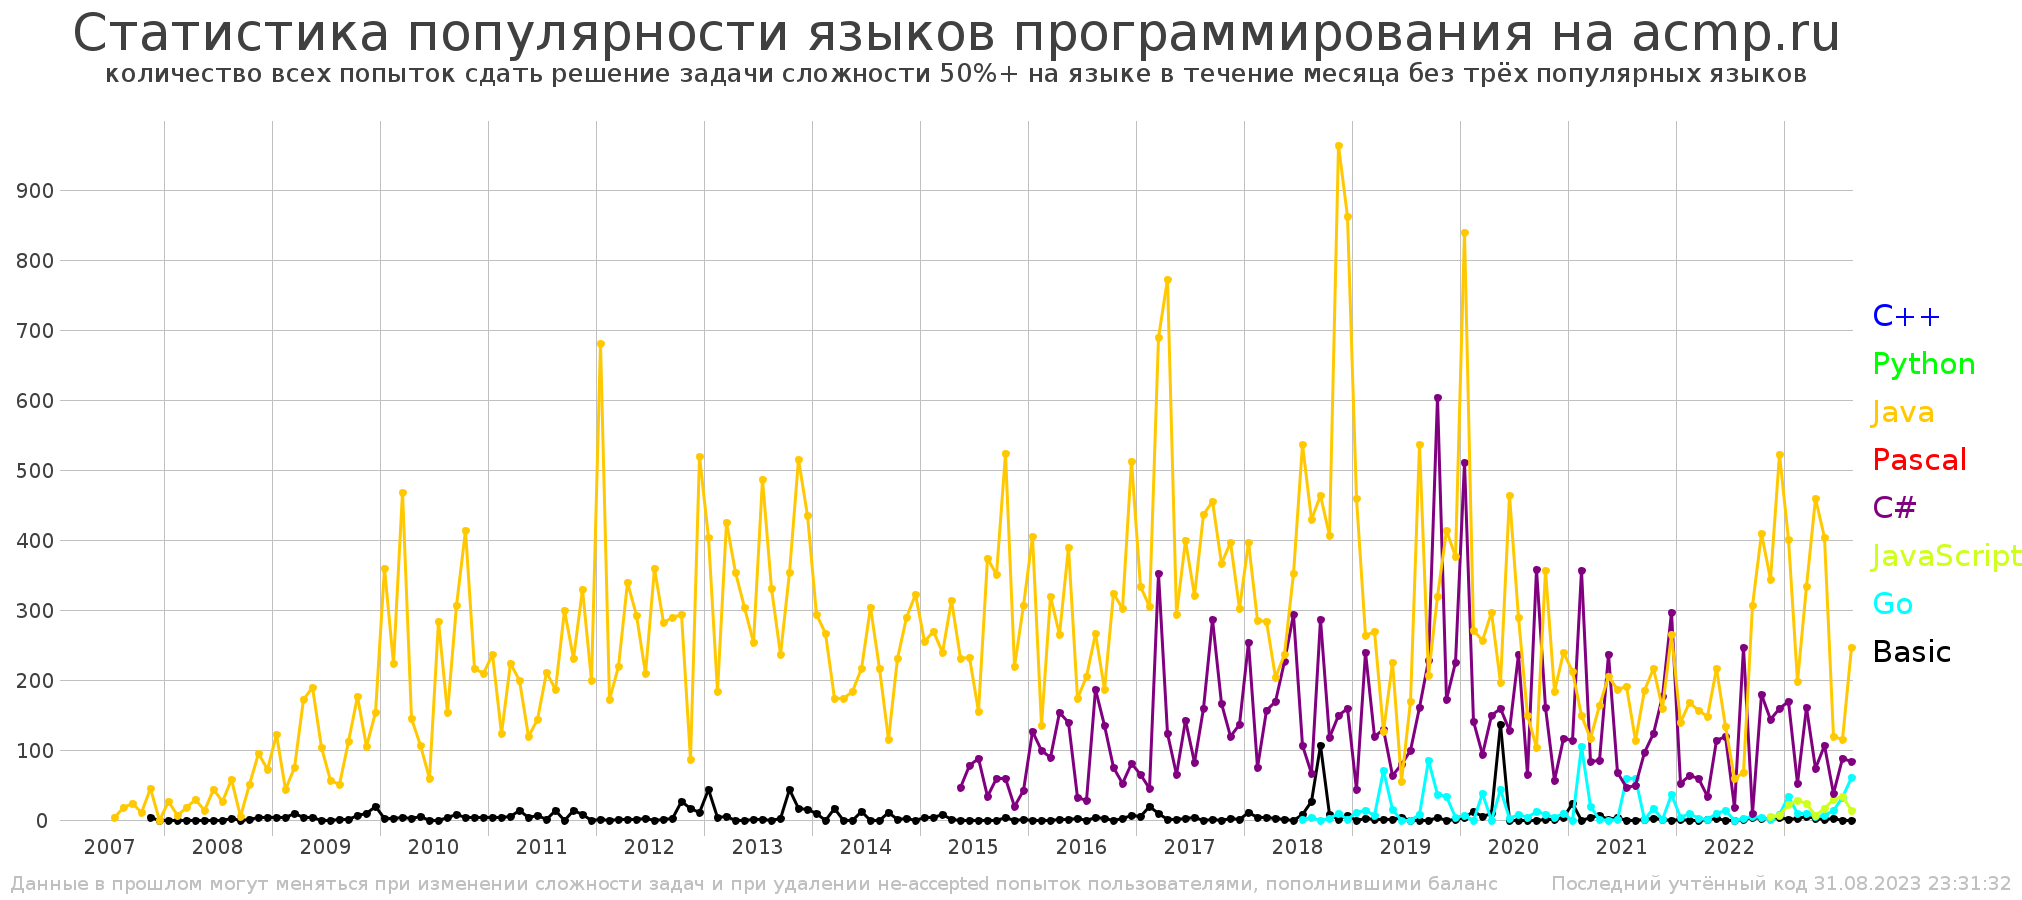 Статистика популярности языков программирования на acmp.ru
количество всех попыток сдать решение задачи сложности 50%+ на языке в течение месяца без трёх популярных языков
900
800
700
600
500
400
300
200
100
0
C++
Python
Java
Pascal
C#
JavaScript
Go
Basic
2007 2008 2009 2010 2011 2012 2013 2014 2015 2016 2017 2018 2019 2020 2021 2022
Данные в прошлом могут меняться при изменении сложности задач и при удалении не-accepted попыток пользователями, пополнившими баланс Последний учтённый код 31.08.2023 23:31:32